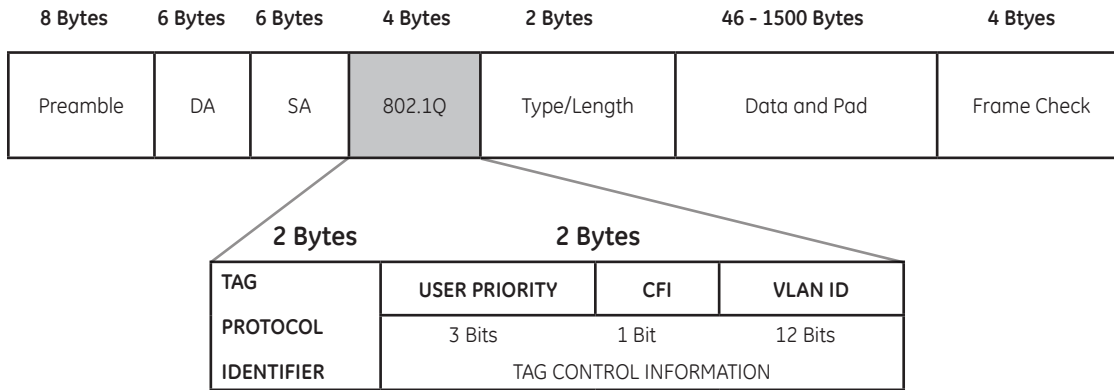 8 Bytes 6 Bytes 6 Bytes 4 Bytes 2 Bytes 46 - 1500 Bytes 4 Btyes
Preamble DA SA 802.1Q Type/Length Data and Pad Frame Check
2 Bytes 2 Bytes
TAG USER PRIORITY CFI VLAN ID
PROTOCOL 3 Bits 1 Bit 12 Bits
IDENTIFIER TAG CONTROL INFORMATION